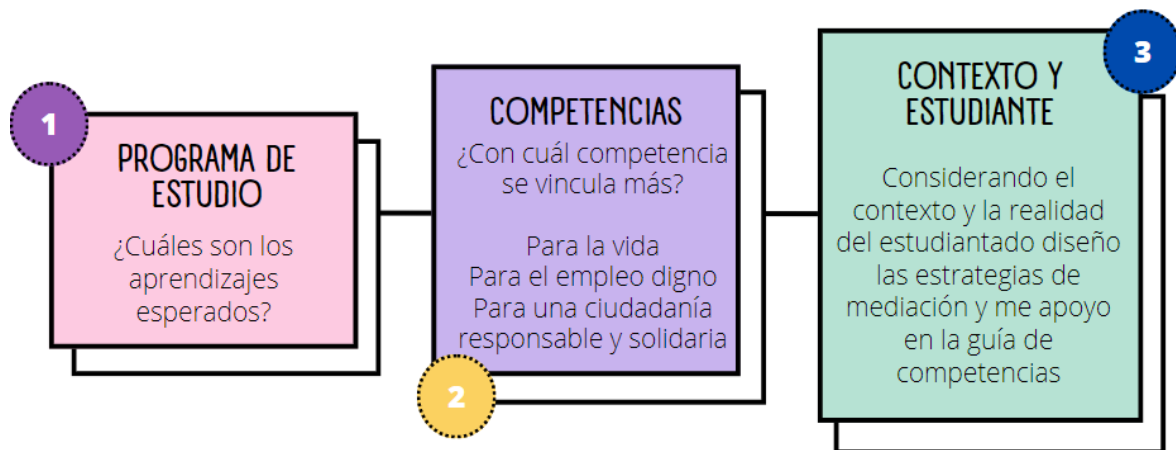 1
PROGRAMA DE
ESTUDIO
¿Cuáles son los
aprendizajes
esperados?
COMPETENCIAS
¿Con cuál competencia
se vincula más?
Para la vida
Para el empleo digno
Para una ciudadanía
responsable y solidaria
2
3
CONTEXTO Y
ESTUDIANTE
Considerando el
contexto y la realidad
del estudiantado diseño
las estrategias de
mediación y me apoyo
en la guía de
competencias